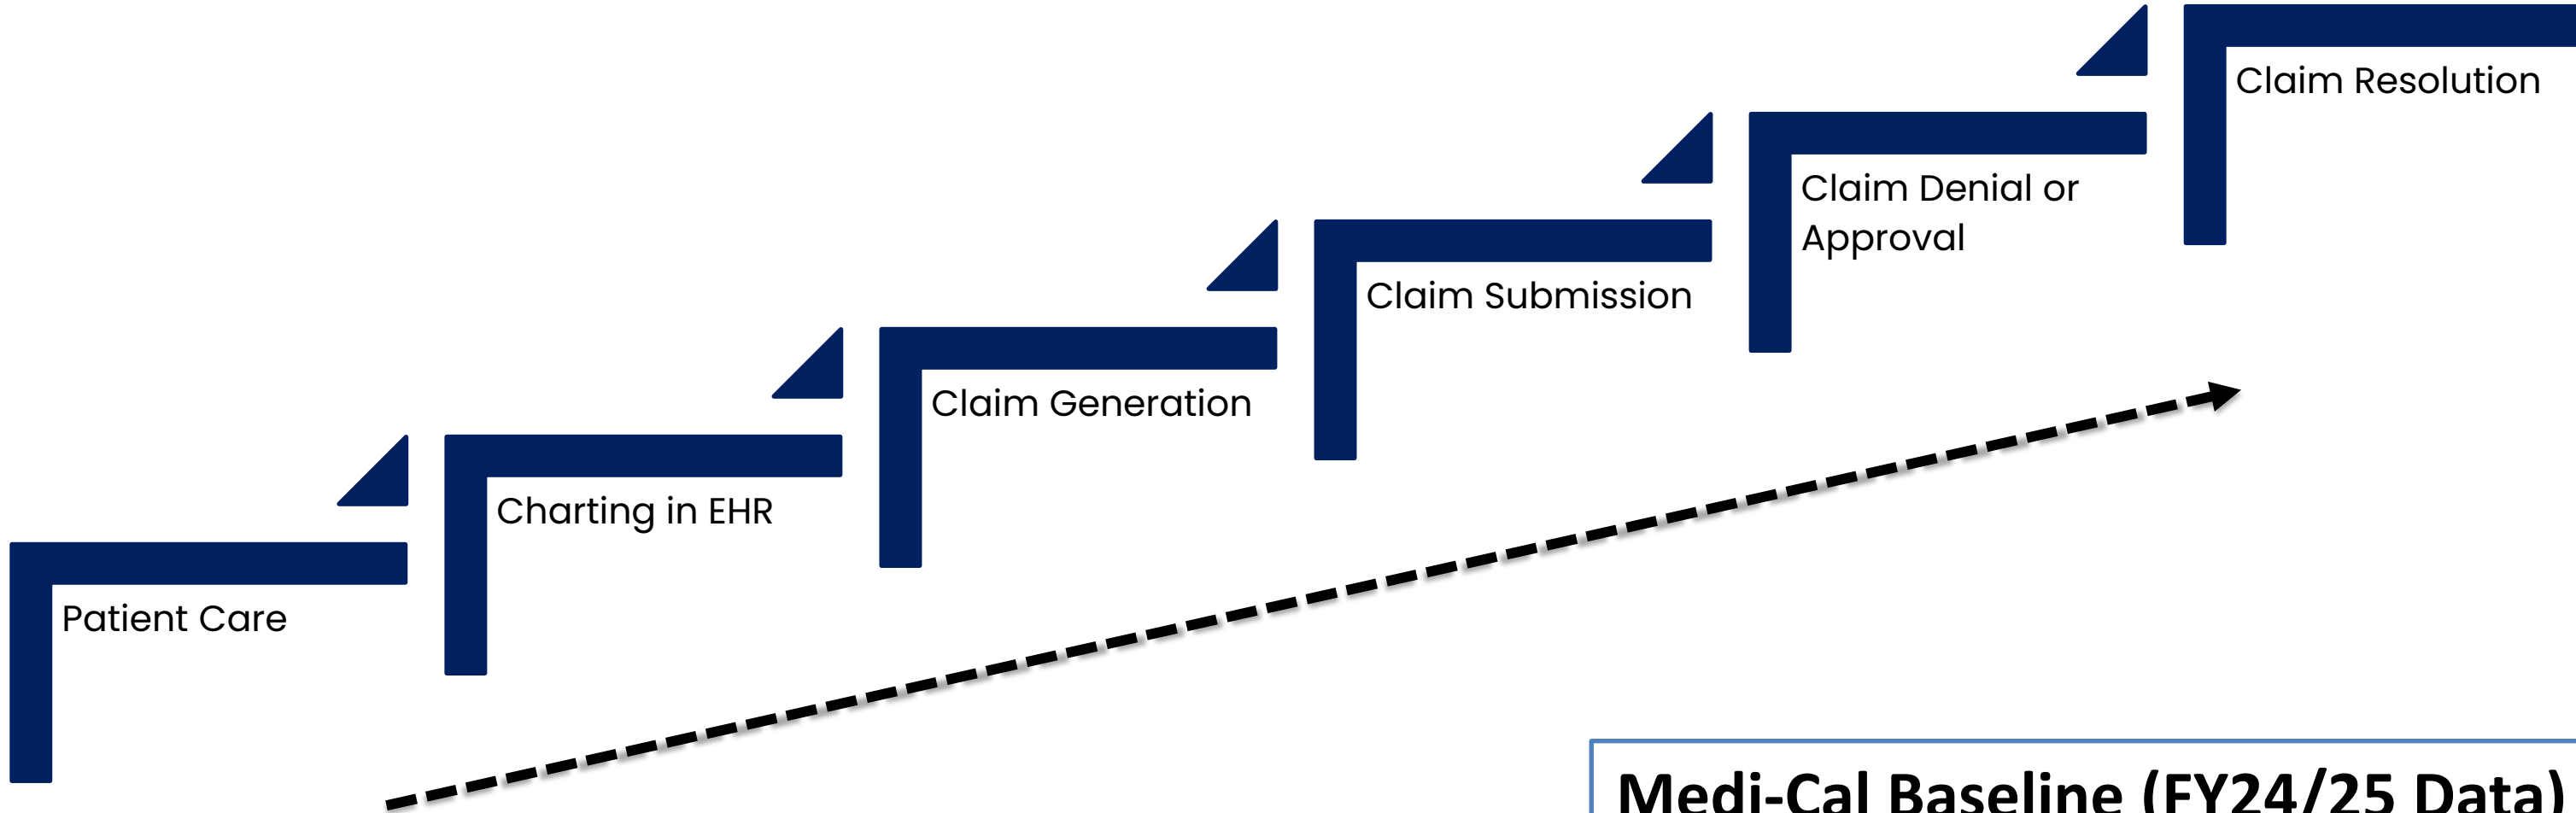 Patient Care
Charting in EHR
Claim Generation
Claim Submission
Claim Denial or
Approval
Claim Resolution
Medi-Cal Baseline (FY24/25 Data)